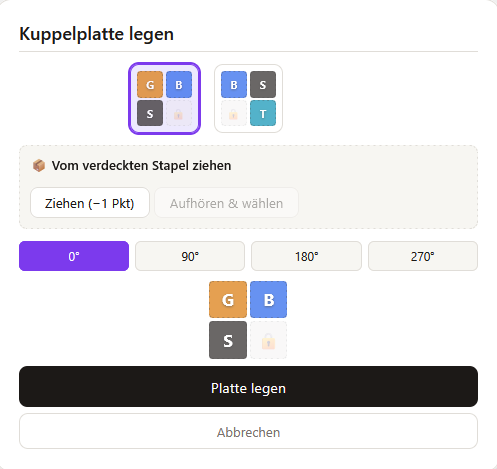 Kuppelplatte legen
G B B S
S T
Vom verdeckten Stapel ziehen
Ziehen (−1 Pkt) Aufhören & wählen
0° 90° 180° 270°
G B
S
Platte legen
Abbrechen